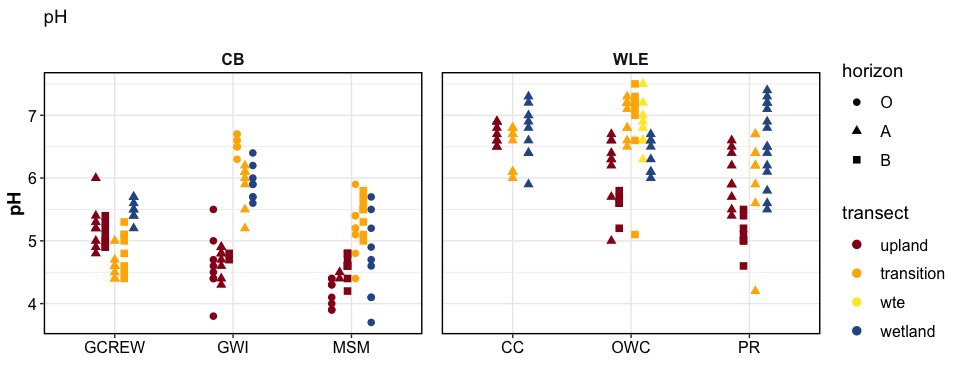 pH
CB
WLE
pH
7
6
5
4
GCREW
GWI
MSM
CC
OWC
PR
horizon
O
A
B
transect
upland
transition
wte
wetland